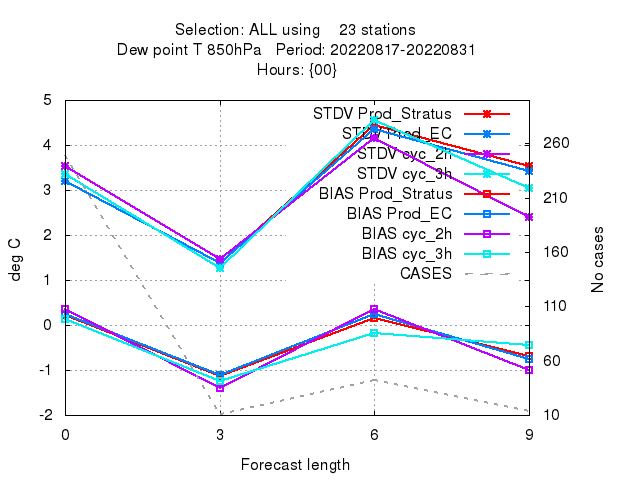 Selection: ALL using    23 stations
Dew point T 850hPa   Period: 20220817-20220831
Hours: {00}
STDV Prod_Stratus
STDV Prod_EC
STDV cyc_2h
STDV cyc_3h
BIAS Prod_Stratus
BIAS Prod_EC
BIAS cyc_2h
BIAS cyc_3h
CASES
deg C
5
4
3
2
1
0
-1
-2
No cases
260
210
160
110
60
10
0 3 6 9
Forecast length